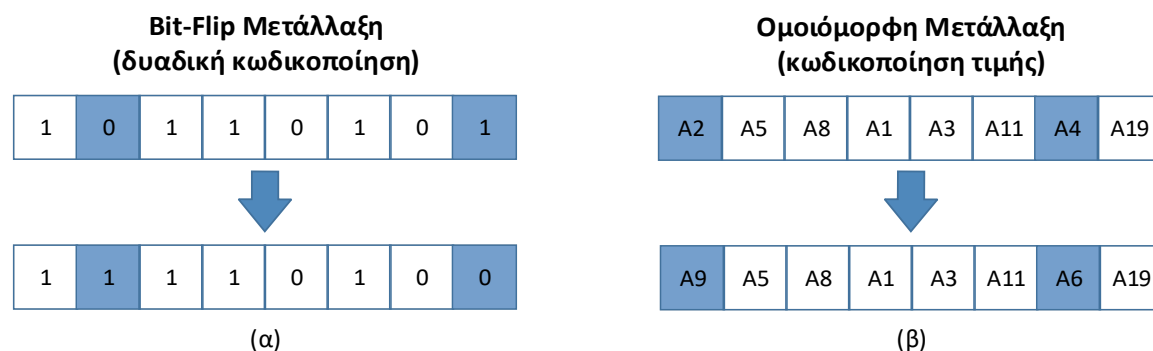 Bit-Flip Μετάλλαξη
(δυαδική κωδικοποίηση)
1 0 1 1 0 1 0 1
1 1 1 1 0 1 0 0
(α)
Ομοιόμορφη Μετάλλαξη
(κωδικοποίηση τιμής)
A2 A5 A8 A1 A3 A11 A4 A19
A9 A5 A8 A1 A3 A11 A6 A19
(β)